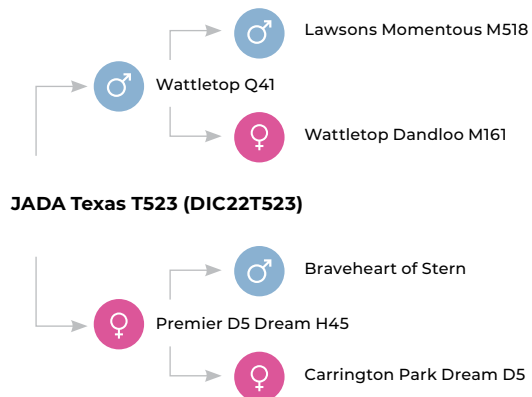 Lawsons Momentous M518
Wattletop Q41
Wattletop Dandloo M161
JADA Texas T523 (DIC22T523)
Braveheart of Stern
Premier D5 Dream H45
Carrington Park Dream D5